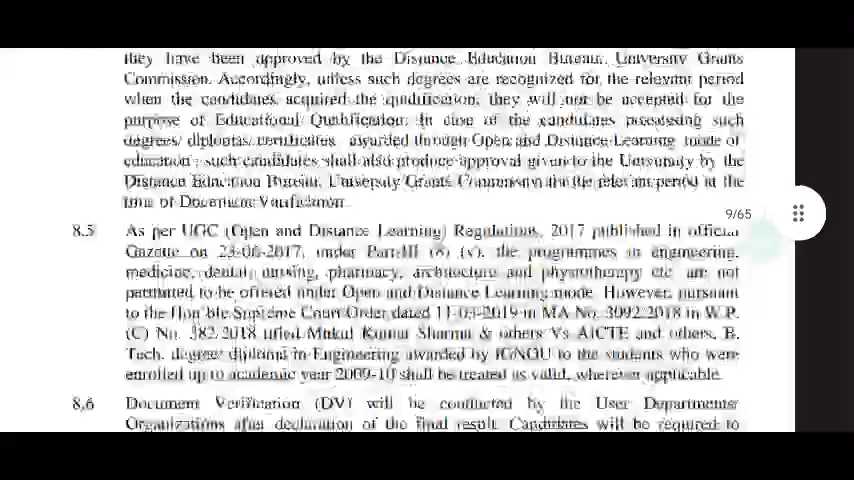 they have been approved by the Distance Education Bureau, University Grants
Commission. Accordingly, unless such degrees are recognized for the relevant period
when the candidates acquired the qualification, they will not be accepted for the
purpose of Educational Qualification. In case of the candidates possessing such
degrees/ diplomas/ certificates awarded through Open and Distance Learning mode of
education, such candidates shall also produce approval given to the University by the
Distance Education Bureau, University Grants Commission for the relevant period at the
time of Document Verification.
9/65
8.5 As per UGC (Open and Distance Learning) Regulations, 2017 published in official
Gazette on 23-06-2017, under Part-III (8) (v), the programmes in engineering,
medicine, dental, nursing, pharmacy, architecture and physiotherapy etc. are not
permitted to be offered under Open and Distance Learning mode. However, pursuant
to the Hon'ble Supreme Court Order dated 11-03-2019 in MA No. 3092/2018 in W.P.
(C) No. 382/2018 titled Mukul Kumar Sharma & others Vs AICTE and others, B.
Tech. degree/ diploma in Engineering awarded by IGNOU to the students who were
enrolled up to academic year 2009-10 shall be treated as valid, wherever applicable.
8.6 Document Verification (DV) will be conducted by the User Departments/
Organizations after declaration of the final result. Candidates will be required to